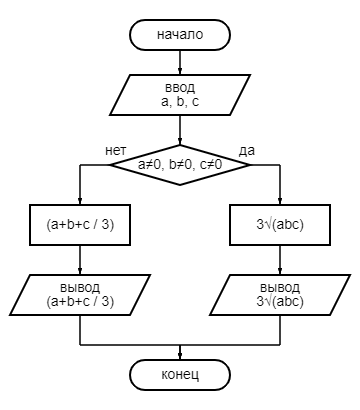 начало
ввод
a, b, c
нет
да
a≠0, b≠0, c≠0
(a+b+c / 3)
3√(abc)
вывод
(a+b+c / 3)
вывод
3√(abc)
конец